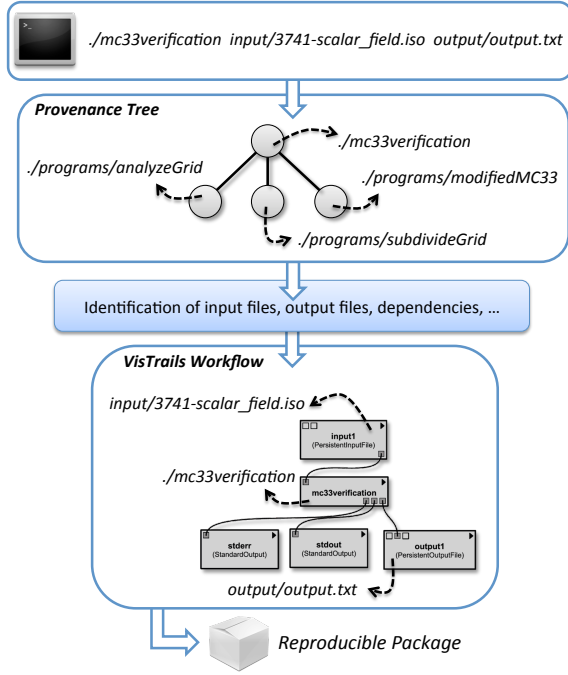 >_
./mc33verification input/3741-scalar_field.iso output/output.txt
Provenance Tree
./mc33verification
./programs/analyzeGrid
./programs/modifiedMC33
./programs/subdivideGrid
Identification of input files, output files, dependencies, ...
VisTrails Workflow
input/3741-scalar_field.iso
input1
(PersistentInputFile)
./mc33verification
mc33verification
stderr
(StandardOutput)
stdout
(StandardOutput)
output1
(PersistentOutputFile)
output/output.txt
Reproducible Package